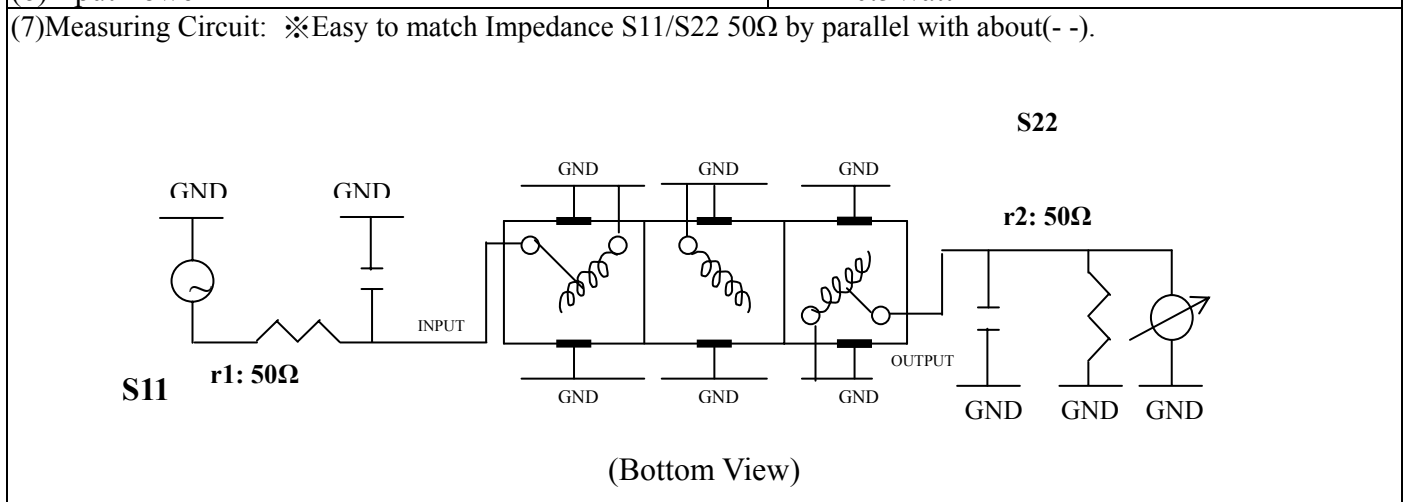 (7)Measuring Circuit: ※Easy to match Impedance S11/S22 50Ω by parallel with about(- -).
S22
GND GND GND
GND GND
r2: 50Ω
INPUT
OUTPUT
S11 r1: 50Ω
GND GND GND
GND GND GND
(Bottom View)